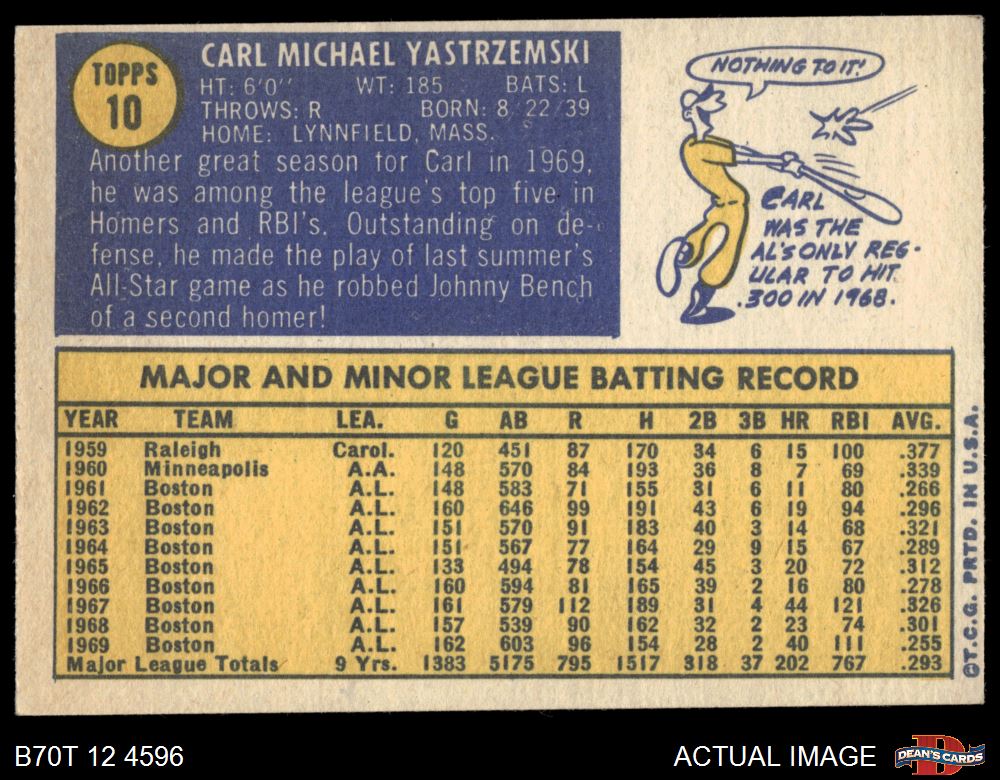 TOPPS
10
CARL MICHAEL YASTRZEMSKI
HT: 6'0'' WT: 185 BATS: L
THROWS: R BORN: 8 22 39
HOME: LYNNFIELD, MASS.
Another great season for Carl in 1969,
he was among the league's top five in
Homers and RBI's. Outstanding on de-
fense, he made the play of last summer's
All-Star game as he robbed Johnny Bench
of a second homer!
NOTHING TO IT!
CARL
WAS THE
AL'S ONLY REG-
ULAR TO HIT
.300 IN 1968.
MAJOR AND MINOR LEAGUE BATTING RECORD
YEAR TEAM LEA. G AB R H 2B 3B HR RBI AVG.
1959 Raleigh Carol. 120 451 87 170 34 6 15 100 .377
1960 Minneapolis A.A. 148 570 84 193 36 8 7 69 .339
1961 Boston A.L. 148 583 71 155 31 6 11 80 .266
1962 Boston A.L. 160 646 99 191 43 6 19 94 .296
1963 Boston A.L. 151 570 91 183 40 3 14 68 .321
1964 Boston A.L. 151 567 77 164 29 9 15 67 .289
1965 Boston A.L. 133 494 78 154 45 3 20 72 .312
1966 Boston A.L. 160 594 81 165 39 2 16 80 .278
1967 Boston A.L. 161 579 112 189 31 4 44 121 .326
1968 Boston A.L. 157 539 90 162 32 2 23 74 .301
1969 Boston A.L. 162 603 96 154 28 2 40 111 .255
Major League Totals 9 Yrs. 1383 5175 795 1517 318 37 202 767 .293
©T.C.G. PRTD. IN U.S.A.
B70T 12 4596
ACTUAL IMAGE
D
DEAN'S CARDS